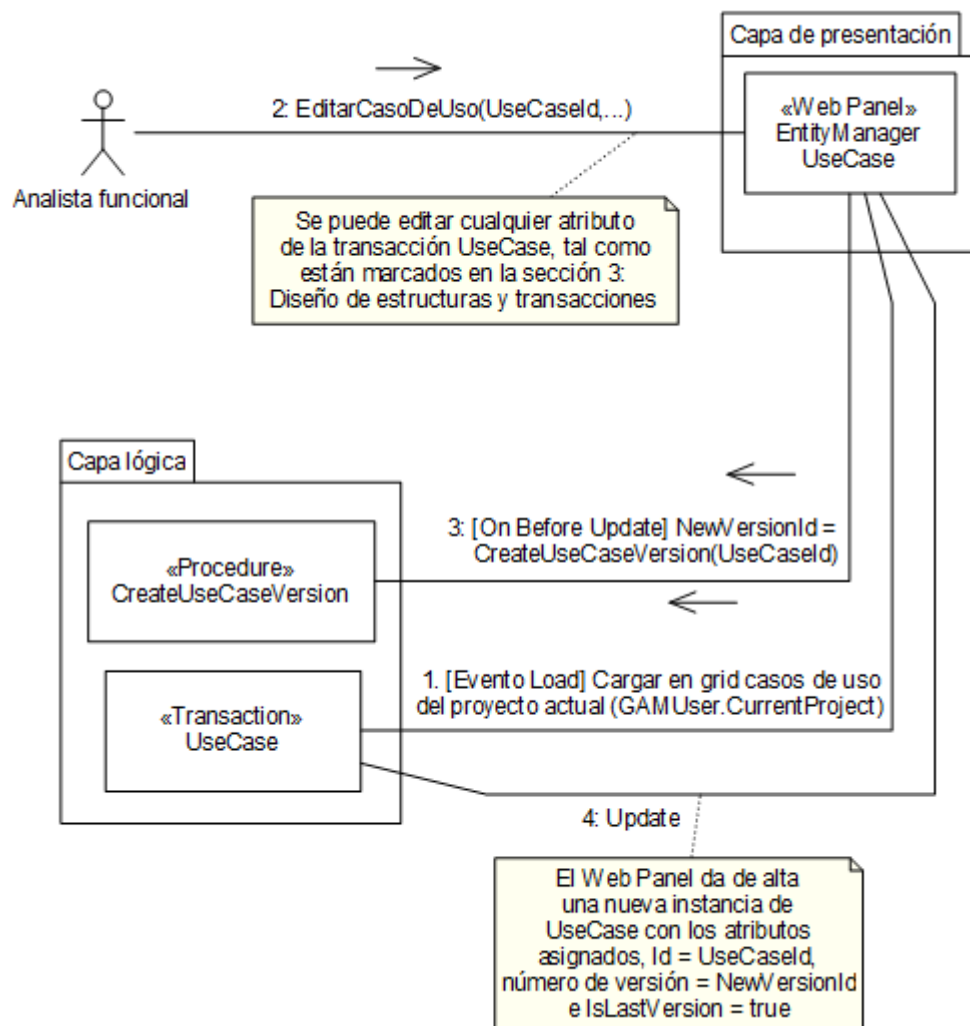 Capa de presentación
2: EditarCasoDeUso(UseCaseId,...)
«Web Panel»
EntityManager
UseCase
Analista funcional
Se puede editar cualquier atributo
de la transacción UseCase, tal como
están marcados en la sección 3:
Diseño de estructuras y transacciones
Capa lógica
3: [On Before Update] NewVersionId =
CreateUseCaseVersion(UseCaseId)
«Procedure»
CreateUseCaseVersion
1. [Evento Load] Cargar en grid casos de uso
del proyecto actual (GAMUser.CurrentProject)
«Transaction»
UseCase
4: Update
El Web Panel da de alta
una nueva instancia de
UseCase con los atributos
asignados, Id = UseCaseId,
número de versión = NewVersionId
e IsLastVersion = true